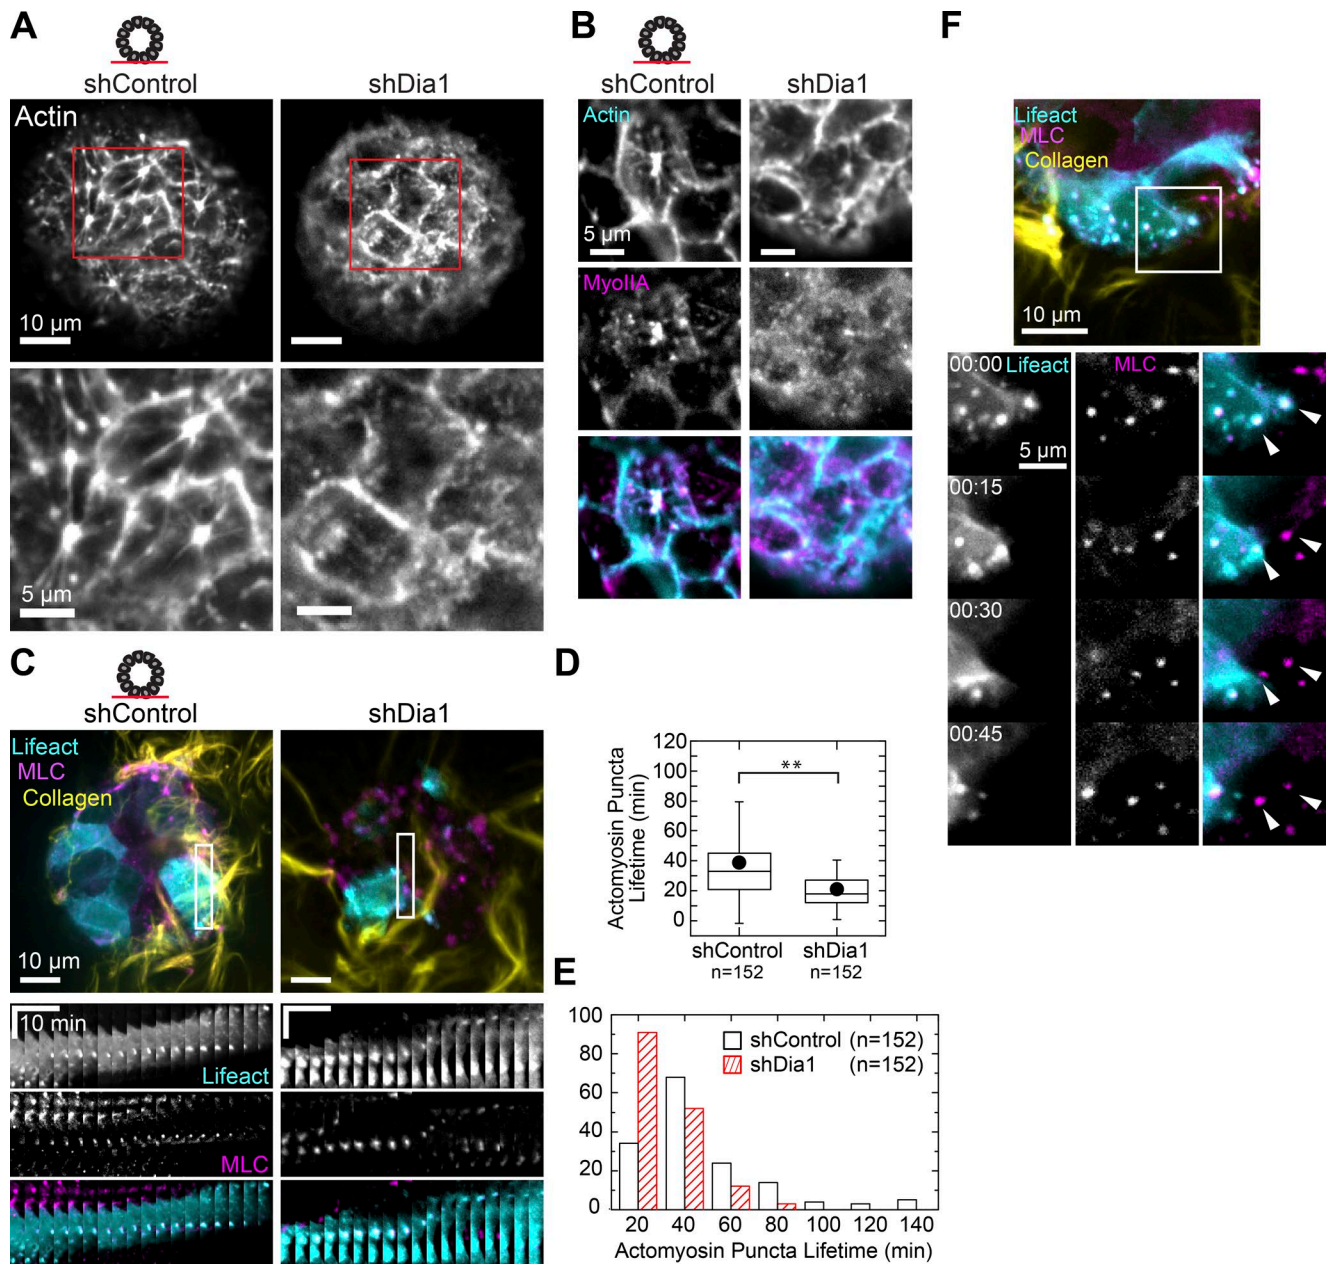 A
shControl
shDia1
Actin
10 µm
5 µm
B
shControl
shDia1
Actin
5 µm
MyoIIA
C
shControl
shDia1
Lifeact
MLC
Collagen
10 µm
10 min
Lifeact
MLC
D
Actomyosin Puncta
Lifetime (min)
120
100
80
60
40
20
0
**
shControl
n=152
shDia1
n=152
E
100
80
60
40
20
0
shControl (n=152)
shDia1 (n=152)
20 40 60 80 100 120 140
Actomyosin Puncta Lifetime (min)
F
Lifeact
MLC
Collagen
10 µm
00:00
Lifeact
MLC
5 µm
00:15
00:30
00:45